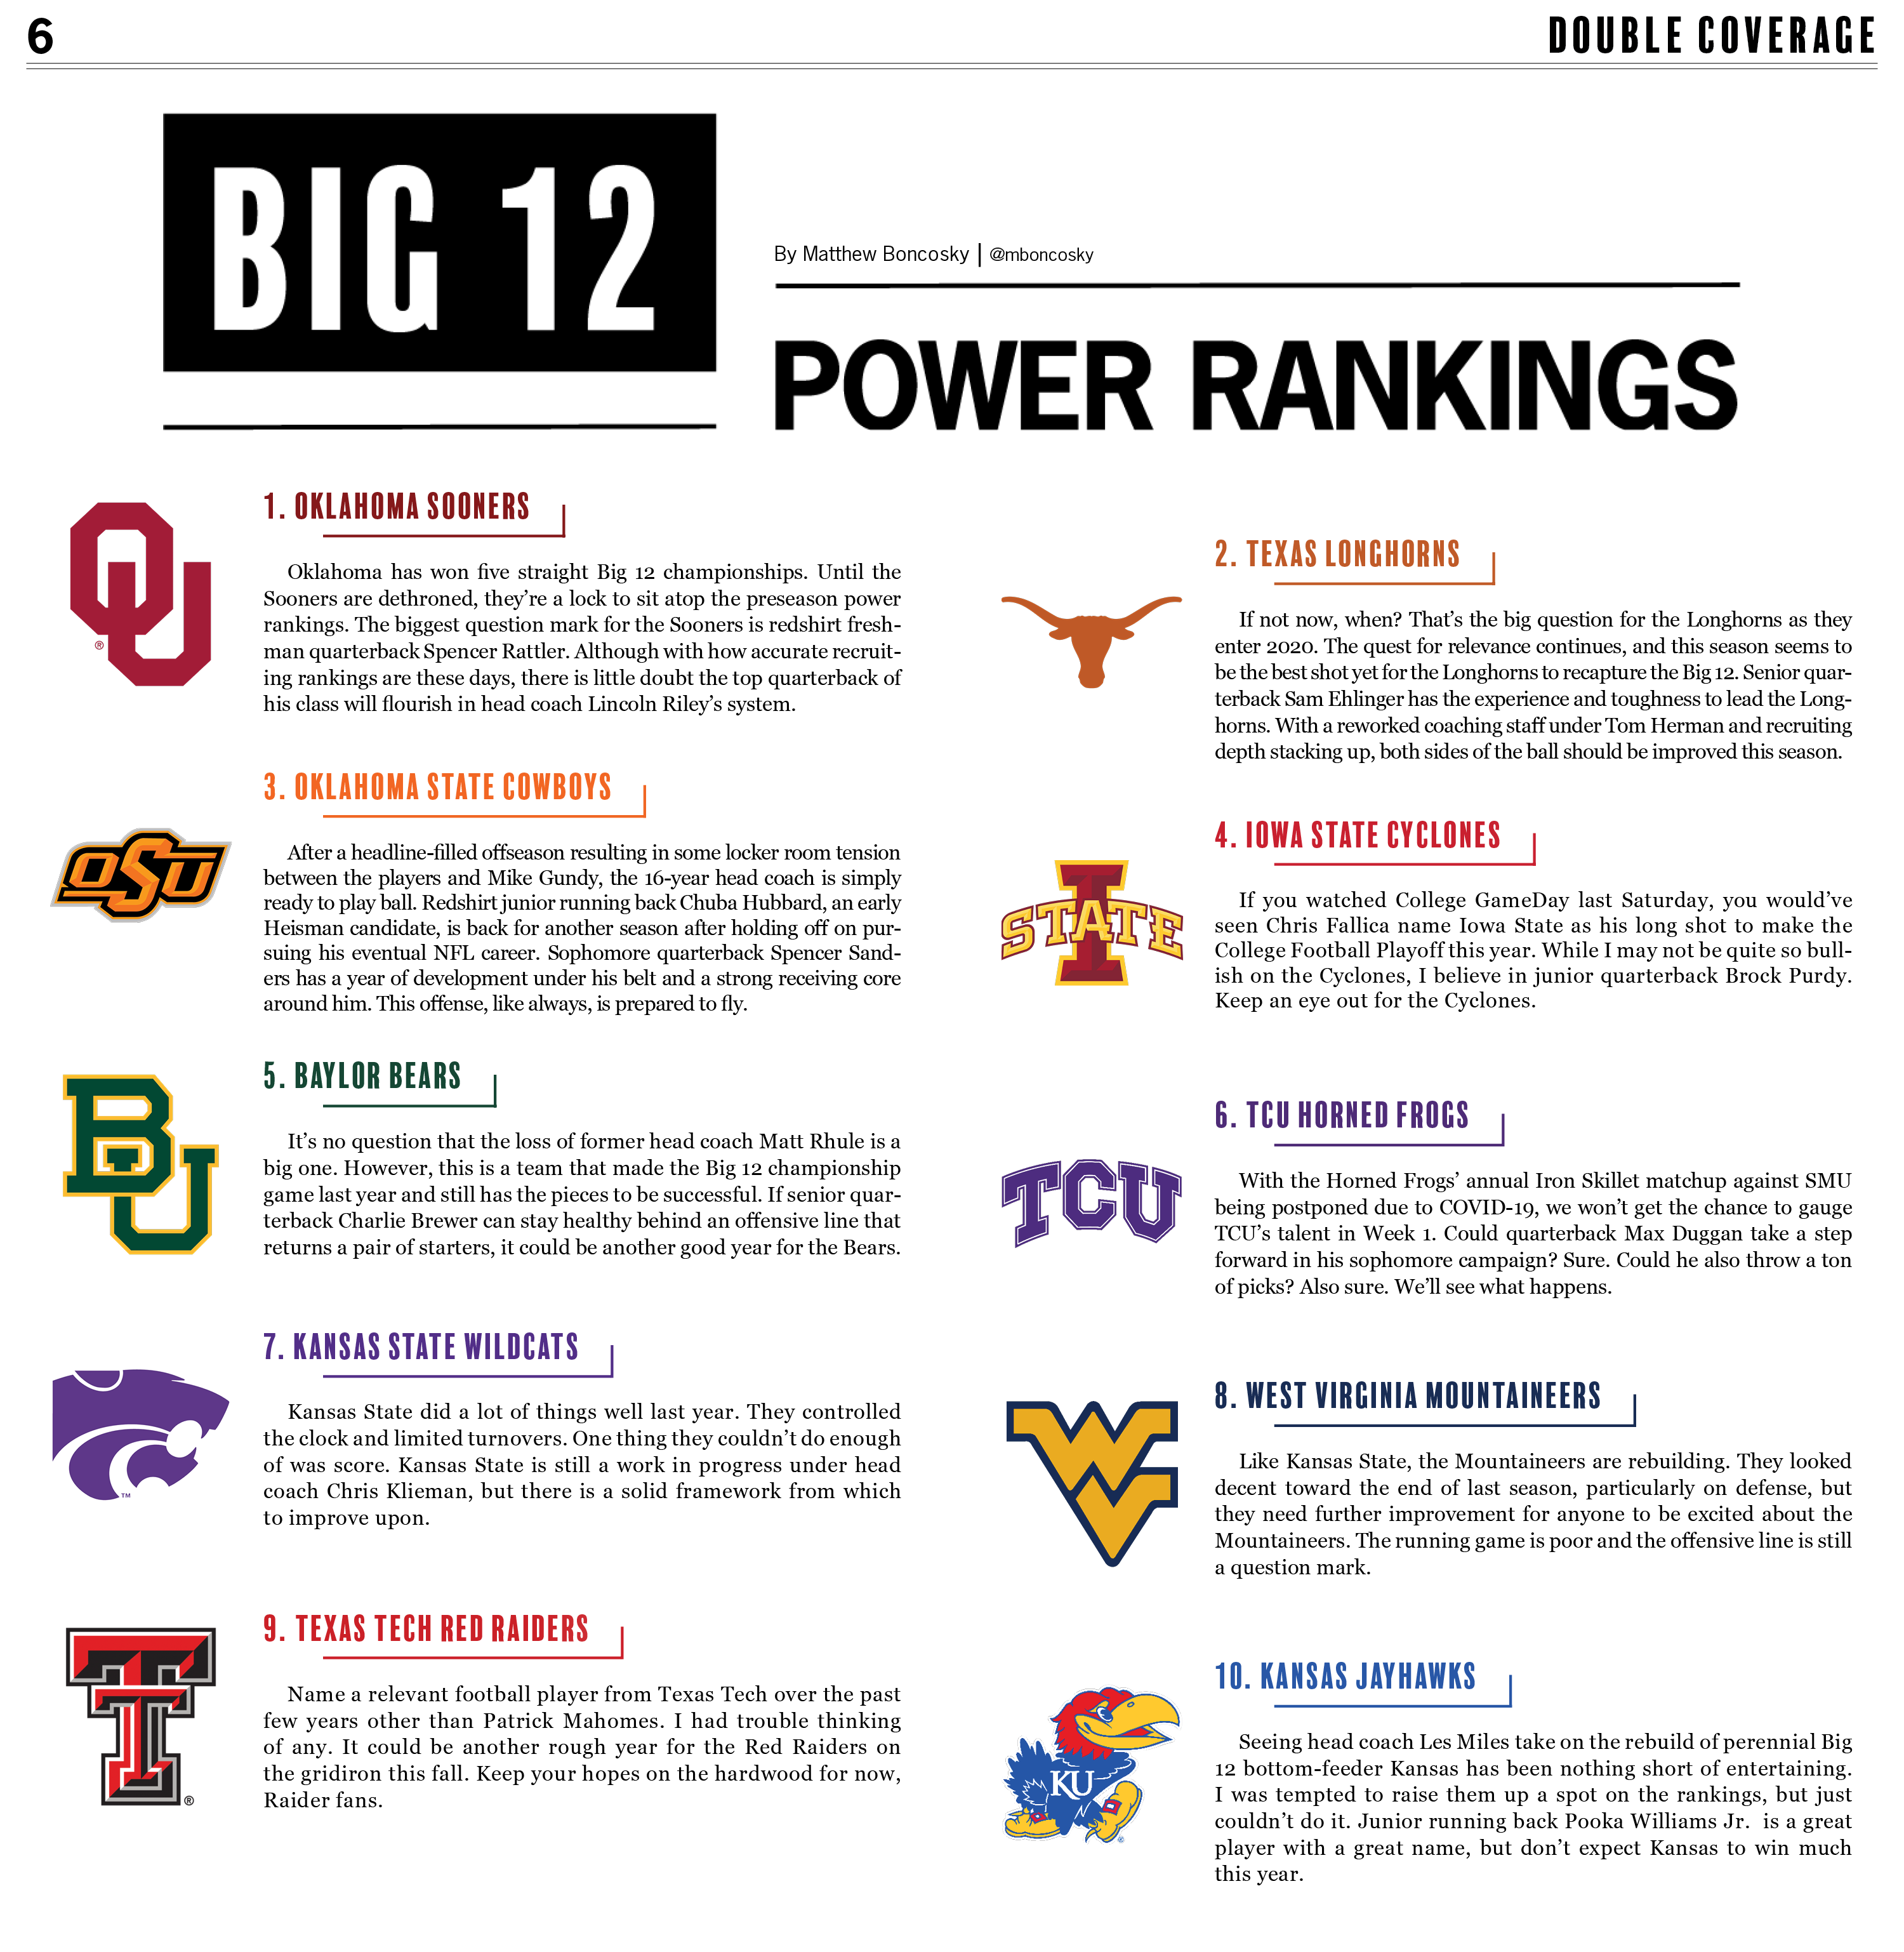 6
DOUBLE COVERAGE
BIG 12
By Matthew Boncosky | @mboncosky
POWER RANKINGS
OU
®
1. OKLAHOMA SOONERS
Oklahoma has won five straight Big 12 championships. Until the
Sooners are dethroned, they're a lock to sit atop the preseason power
rankings. The biggest question mark for the Sooners is redshirt fresh-
man quarterback Spencer Rattler. Although with how accurate recruit-
ing rankings are these days, there is little doubt the top quarterback of
his class will flourish in head coach Lincoln Riley's system.
2. TEXAS LONGHORNS
If not now, when? That's the big question for the Longhorns as they
enter 2020. The quest for relevance continues, and this season seems to
be the best shot yet for the Longhorns to recapture the Big 12. Senior quar-
terback Sam Ehlinger has the experience and toughness to lead the Long-
horns. With a reworked coaching staff under Tom Herman and recruiting
depth stacking up, both sides of the ball should be improved this season.
OSU
3. OKLAHOMA STATE COWBOYS
After a headline-filled offseason resulting in some locker room tension
between the players and Mike Gundy, the 16-year head coach is simply
ready to play ball. Redshirt junior running back Chuba Hubbard, an early
Heisman candidate, is back for another season after holding off on pur-
suing his eventual NFL career. Sophomore quarterback Spencer Sand-
ers has a year of development under his belt and a strong receiving core
around him. This offense, like always, is prepared to fly.
I STATE
4. IOWA STATE CYCLONES
If you watched College GameDay last Saturday, you would've
seen Chris Fallica name Iowa State as his long shot to make the
College Football Playoff this year. While I may not be quite so bull-
ish on the Cyclones, I believe in junior quarterback Brock Purdy.
Keep an eye out for the Cyclones.
BU
5. BAYLOR BEARS
It's no question that the loss of former head coach Matt Rhule is a
big one. However, this is a team that made the Big 12 championship
game last year and still has the pieces to be successful. If senior quar-
terback Charlie Brewer can stay healthy behind an offensive line that
returns a pair of starters, it could be another good year for the Bears.
TCU
6. TCU HORNED FROGS
With the Horned Frogs' annual Iron Skillet matchup against SMU
being postponed due to COVID-19, we won't get the chance to gauge
TCU's talent in Week 1. Could quarterback Max Duggan take a step
forward in his sophomore campaign? Sure. Could he also throw a ton
of picks? Also sure. We'll see what happens.
TM
7. KANSAS STATE WILDCATS
Kansas State did a lot of things well last year. They controlled
the clock and limited turnovers. One thing they couldn't do enough
of was score. Kansas State is still a work in progress under head
coach Chris Klieman, but there is a solid framework from which
to improve upon.
WV
8. WEST VIRGINIA MOUNTAINEERS
Like Kansas State, the Mountaineers are rebuilding. They looked
decent toward the end of last season, particularly on defense, but
they need further improvement for anyone to be excited about the
Mountaineers. The running game is poor and the offensive line is still
a question mark.
TT
®
9. TEXAS TECH RED RAIDERS
Name a relevant football player from Texas Tech over the past
few years other than Patrick Mahomes. I had trouble thinking
of any. It could be another rough year for the Red Raiders on
the gridiron this fall. Keep your hopes on the hardwood for now,
Raider fans.
KU
®
10. KANSAS JAYHAWKS
Seeing head coach Les Miles take on the rebuild of perennial Big
12 bottom-feeder Kansas has been nothing short of entertaining.
I was tempted to raise them up a spot on the rankings, but just
couldn't do it. Junior running back Pooka Williams Jr.  is a great
player with a great name, but don't expect Kansas to win much
this year.